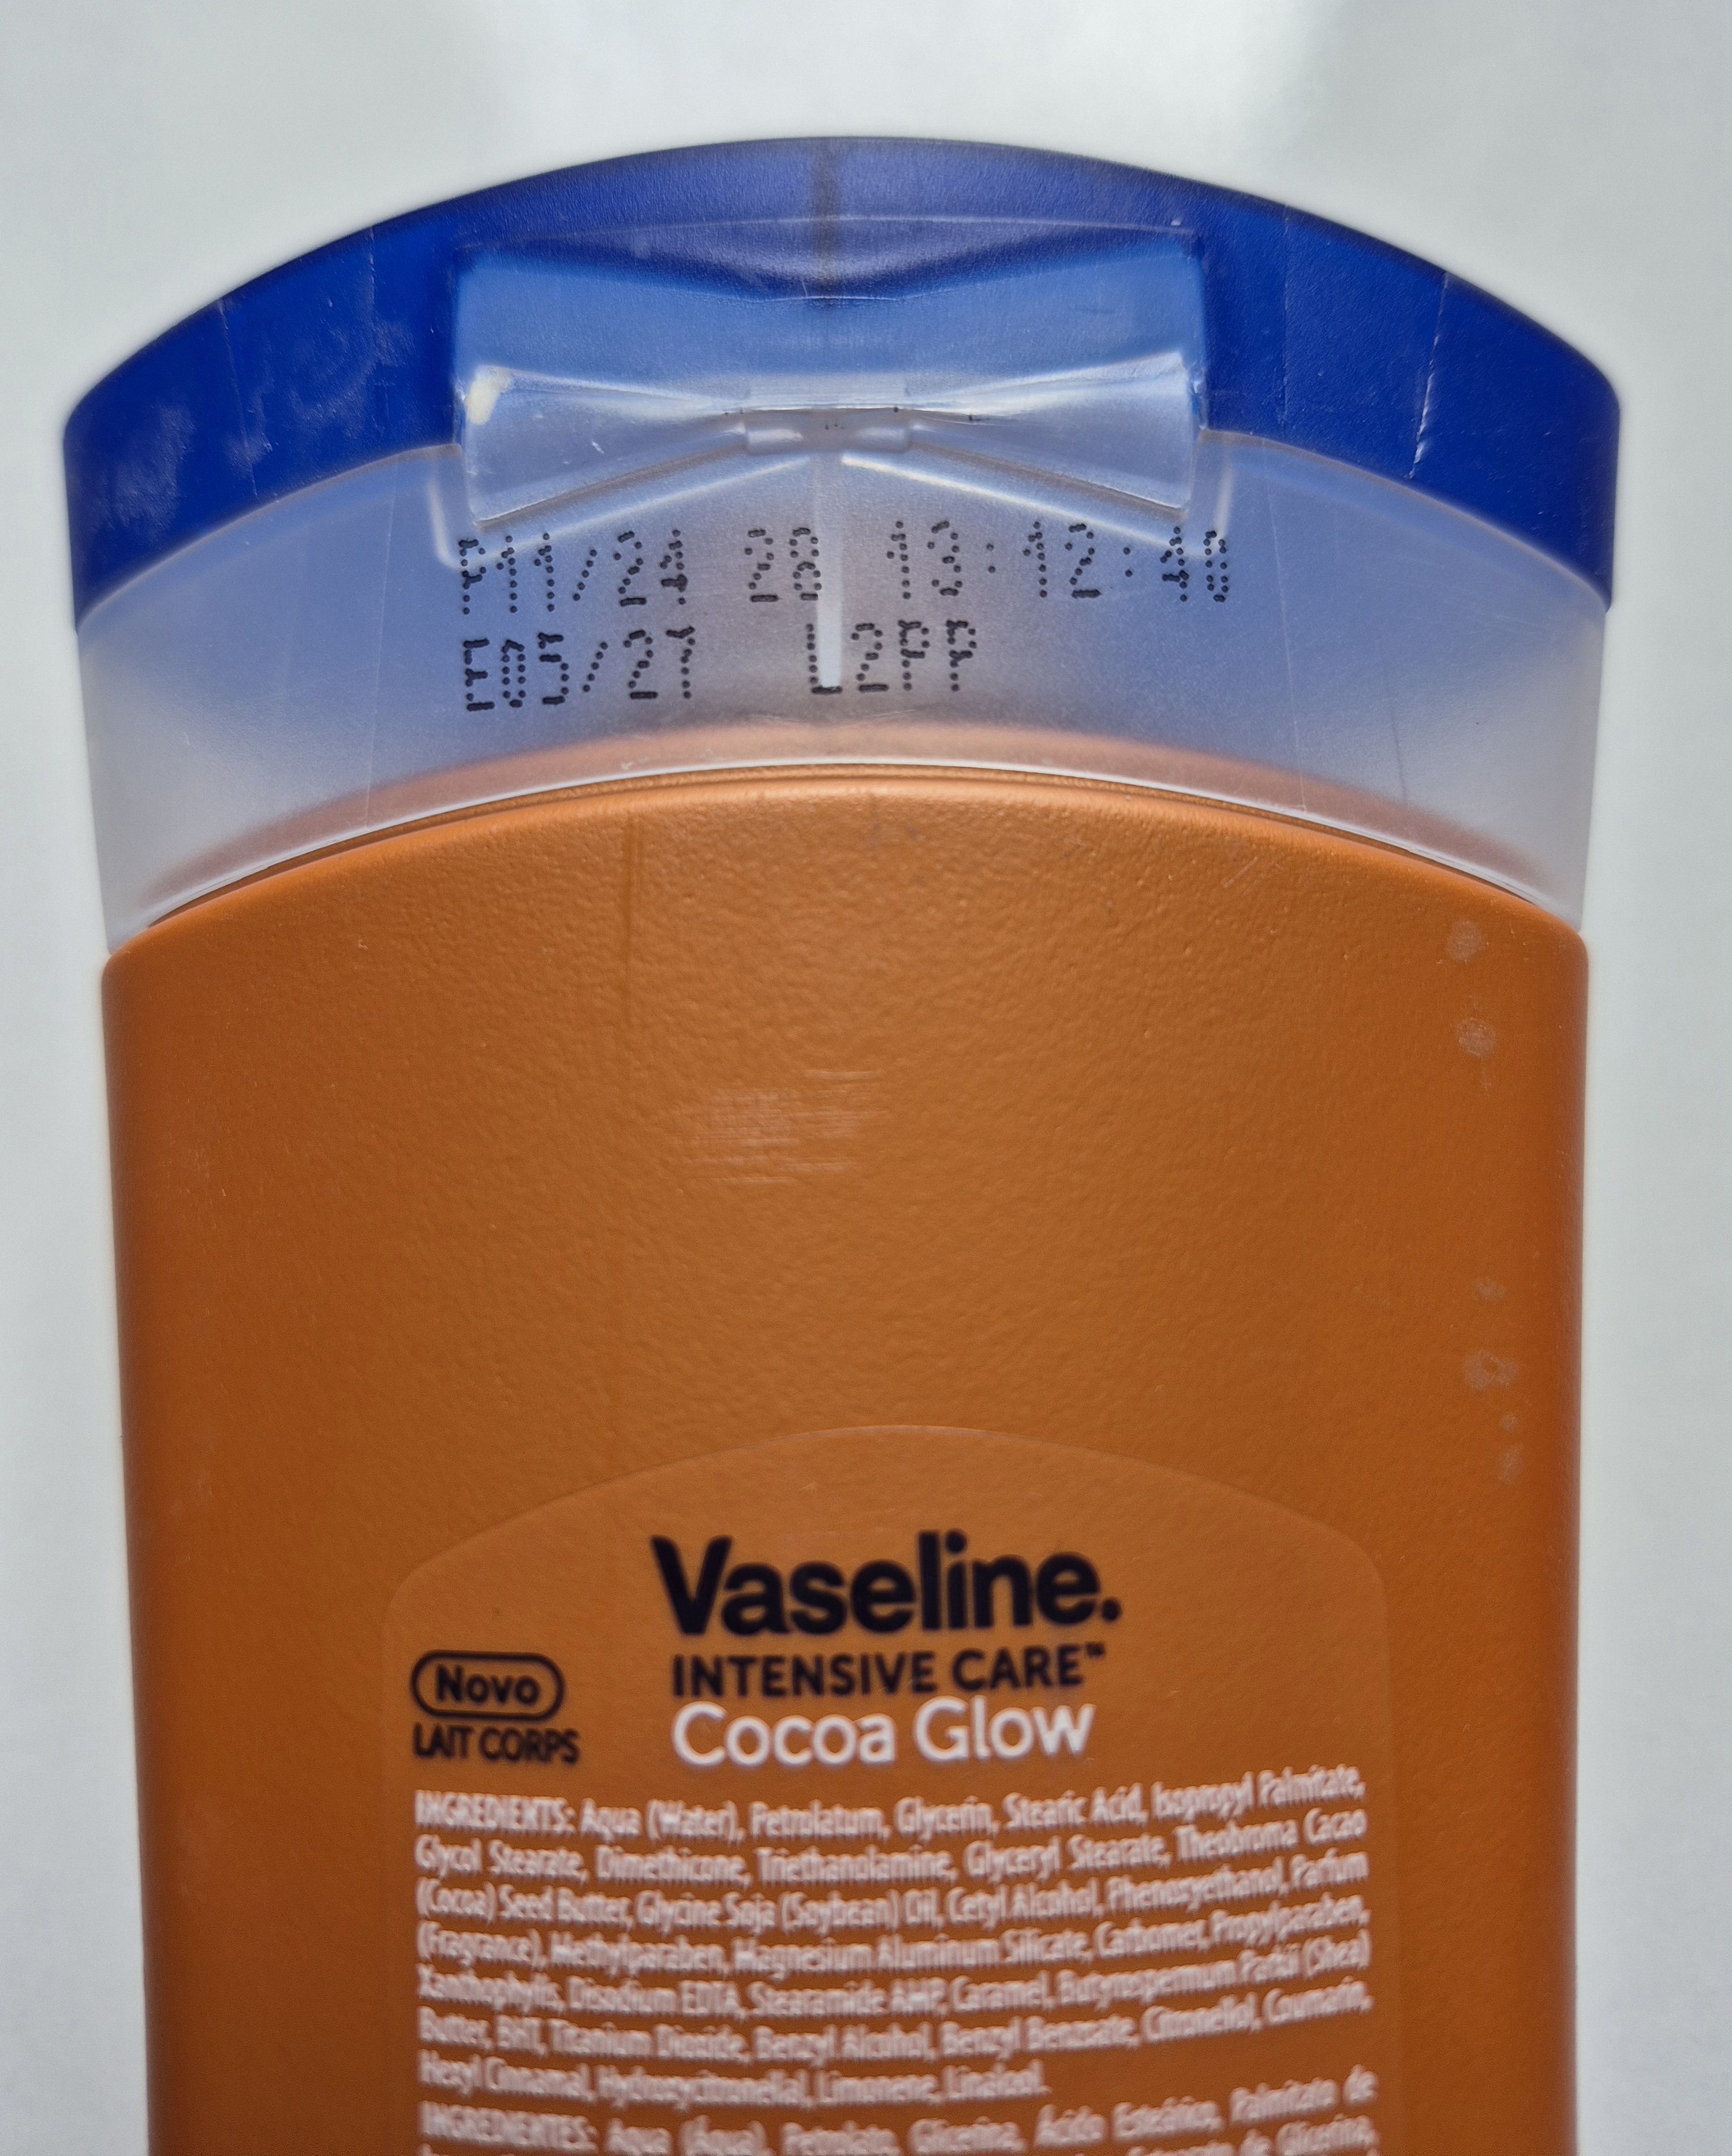 P11/24 28 13:12:40
E05/27 L2PP
Vaseline.
INTENSIVE CARE™
Cocoa Glow
Novo
LAIT CORPS
INGREDIENTS: Aqua (Water), Petrolatum, Glycerin, Stearic Acid, Isopropyl Palmitate,
Glycol Stearate, Dimethicone, Triethanolamine, Glyceryl Stearate, Theobroma Cacao
(Cocoa) Seed Butter, Glycine Soja (Soybean) Oil, Cetyl Alcohol, Phenoxyethanol, Parfum
(Fragrance), Methylparaben, Magnesium Aluminum Silicate, Carbomer, Propylparaben,
Xanthophylls, Disodium EDTA, Stearamide AMP, Caramel, Butyrospermum Parkii (Shea)
Butter, BHT, Titanium Dioxide, Benzyl Alcohol, Benzyl Benzoate, Citronellol, Coumarin,
Hexyl Cinnamal, Hydroxycitronellal, Limonene, Linalool.
INGREDIENTES: Aqua (Água), Petrolato, Glicerina, Ácido Esteárico, Palmitato de
de Glicerina,